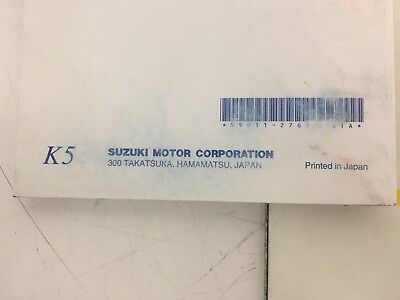 K5
SUZUKI MOTOR CORPORATION
300 TAKATSUKA, HAMAMATSU, JAPAN
Printed in Japan